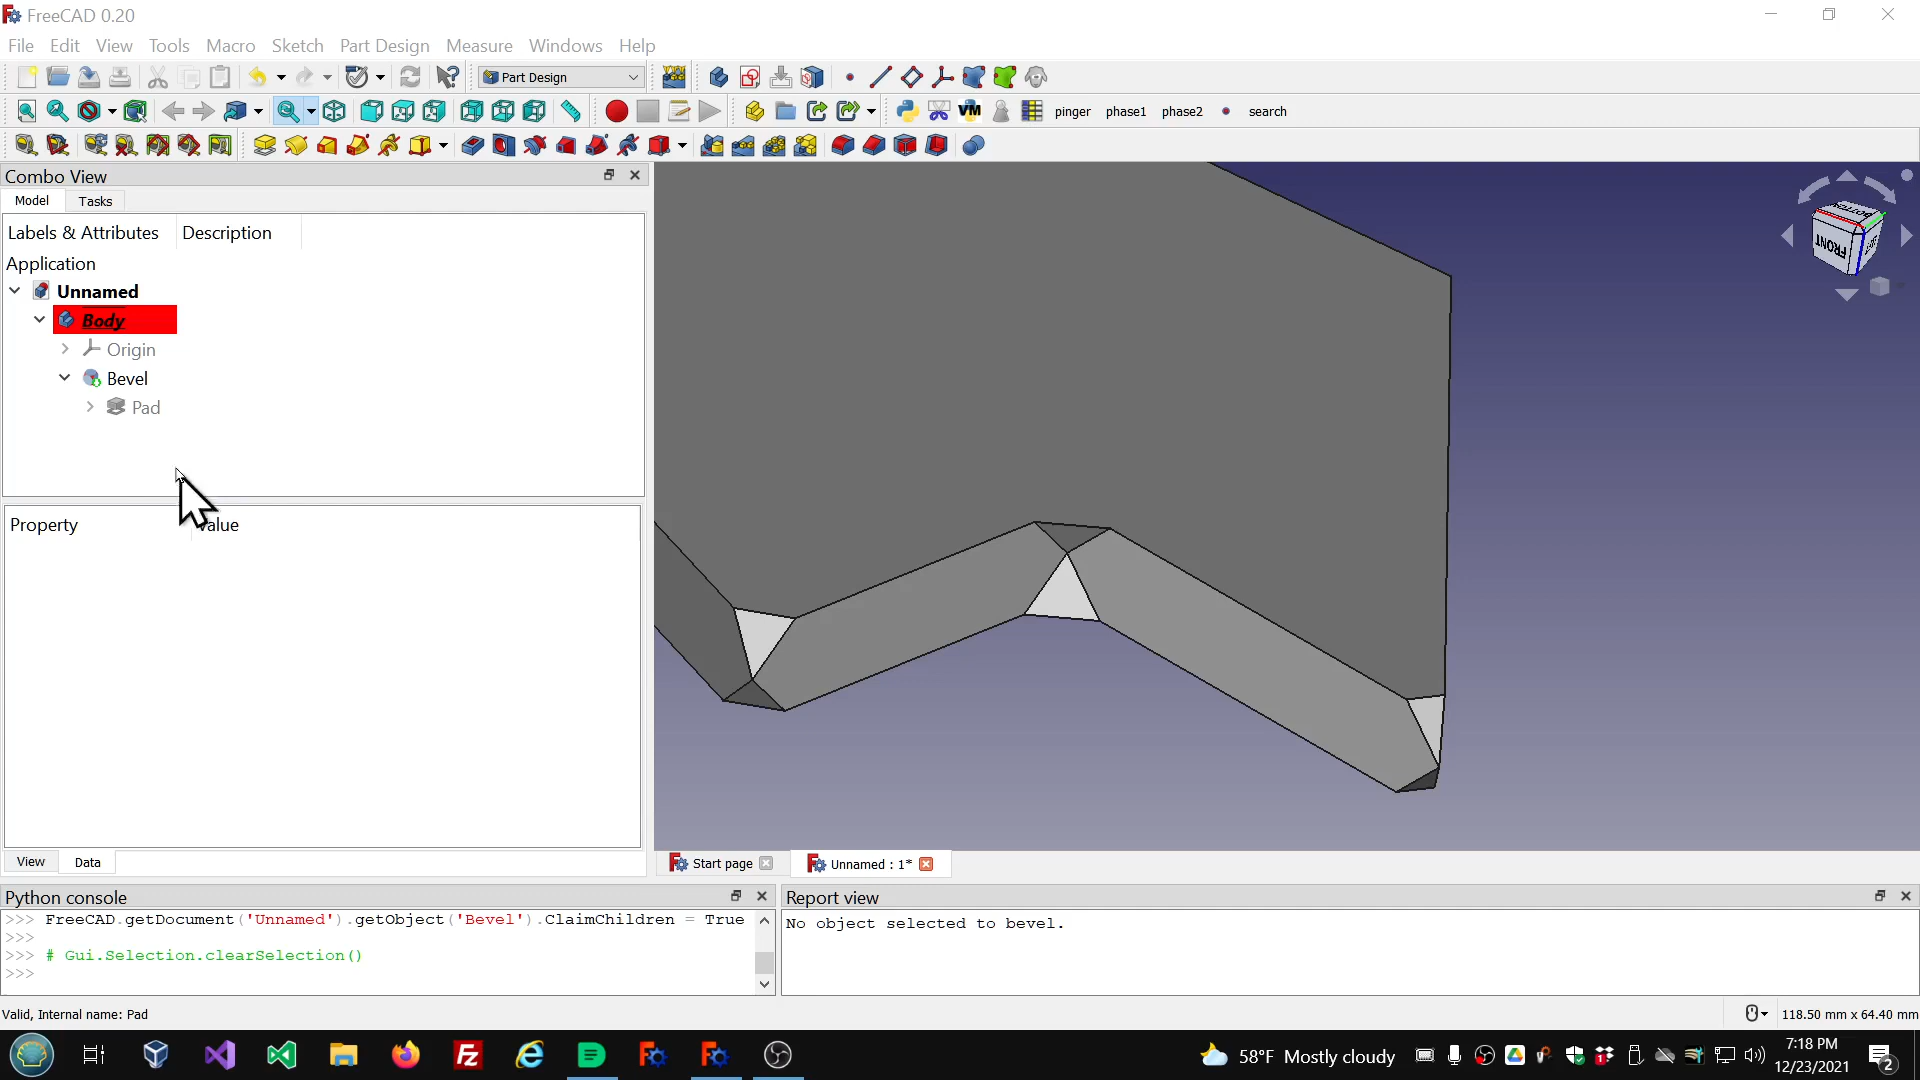 FreeCAD 0.20
File Edit View Tools Macro Sketch Part Design Measure Windows Help
Part Design
VM pinger phase1 phase2 search
Combo View
Model Tasks
Labels & Attributes Description
Application
Unnamed
Body
Origin
Bevel
Pad
BOTTOM
FRONT
Property Value
View Data
Start page Unnamed : 1*
Python console
>>> FreeCAD.getDocument('Unnamed').getObject('Bevel').ClaimChildren = True
>>>
>>> # Gui.Selection.clearSelection()
>>>
Report view
No object selected to bevel.
Valid, Internal name: Pad
118.50 mm x 64.40 mm
58°F Mostly cloudy
7:18 PM
12/23/2021
2